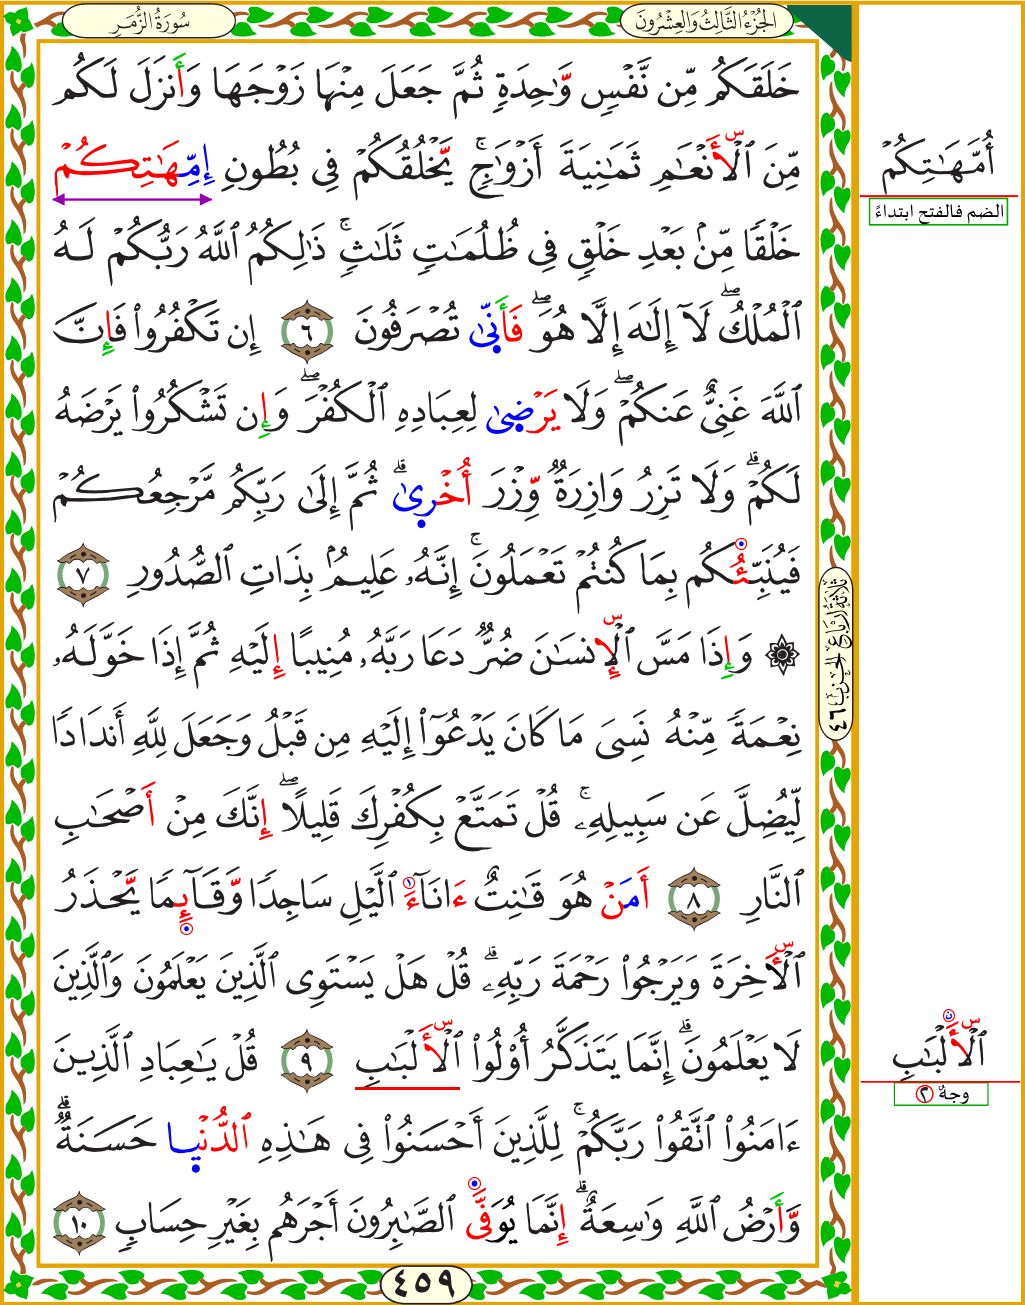 سُورَةُ الزُّمَرِ
الجُزْءُ الثَّالِثُ وَالعِشْرُونَ
خَلَقَكُم مِّن نَّفْسٍ وَٰحِدَةٍ ثُمَّ جَعَلَ مِنْهَا زَوْجَهَا وَأَنزَلَ لَكُم
مِّنَ ٱلْأَنْعَٰمِ ثَمَٰنِيَةَ أَزْوَٰجٍۚ يَخْلُقُكُمْ فِى بُطُونِ إِمِّهَٰتِكُمْ
أُمَّهَٰتِكُمْ
الضم فالفتح ابتداءً
خَلْقًا مِّنۢ بَعْدِ خَلْقٍ فِى ظُلُمَٰتٍ ثَلَٰثٍۚ ذَٰلِكُمُ ٱللَّهُ رَبُّكُمْ لَهُ
ٱلْمُلْكُۖ لَآ إِلَٰهَ إِلَّا هُوَۖ فَأَنِّىٰ تُصْرَفُونَ ٦ إِن تَكْفُرُوا۟ فَإِنَّ
ٱللَّهَ غَنِىٌّ عَنكُمْۖ وَلَا يَرْضِىٰ لِعِبَادِهِ ٱلْكُفْرَۖ وَإِن تَشْكُرُوا۟ يَرْضَهُ
لَكُمْۗ وَلَا تَزِرُ وَازِرَةٌ وِّزْرَ أُخْرِىٰۗ ثُمَّ إِلَىٰ رَبِّكُم مَّرْجِعُكُمْ
فَيُنَبِّئُكُم بِمَا كُنتُمْ تَعْمَلُونَۚ إِنَّهُۥ عَلِيمٌۢ بِذَاتِ ٱلصُّدُورِ ٧
۞ وَإِذَا مَسَّ ٱلْإِنسَٰنَ ضُرٌّ دَعَا رَبَّهُۥ مُنِيبًا إِلَيْهِ ثُمَّ إِذَا خَوَّلَهُۥ
ثلاثة أرباع الحزب ٤٦
نِعْمَةً مِّنْهُ نَسِىَ مَا كَانَ يَدْعُوٓا۟ إِلَيْهِ مِن قَبْلُ وَجَعَلَ لِلَّهِ أَندَادًا
لِّيُضِلَّ عَن سَبِيلِهِۦۚ قُلْ تَمَتَّعْ بِكُفْرِكَ قَلِيلًاۖ إِنَّكَ مِنْ أَصْحَٰبِ
ٱلنَّارِ ٨ أَمَنْ هُوَ قَٰنِتٌ ءَانَآءَ ٱلَّيْلِ سَاجِدًا وَّقَآئِمًا يَّحْذَرُ
ٱلْأَخِرَةَ وَيَرْجُوا۟ رَحْمَةَ رَبِّهِۦۗ قُلْ هَلْ يَسْتَوِى ٱلَّذِينَ يَعْلَمُونَ وَٱلَّذِينَ
لَا يَعْلَمُونَۗ إِنَّمَا يَتَذَكَّرُ أُو۟لُوا۟ ٱلْأَلْبَٰبِ ٩ قُلْ يَٰعِبَادِ ٱلَّذِينَ
ٱلْأَلْبَٰبِ
وجهٌ ٢
ءَامَنُوا۟ ٱتَّقُوا۟ رَبَّكُمْۚ لِلَّذِينَ أَحْسَنُوا۟ فِى هَٰذِهِ ٱلدُّنْيِا حَسَنَةٌۗ
وَّأَرْضُ ٱللَّهِ وَٰسِعَةٌۗ إِنَّمَا يُوَفَّى ٱلصَّٰبِرُونَ أَجْرَهُم بِغَيْرِ حِسَابٍ ١٠
٤٥٩